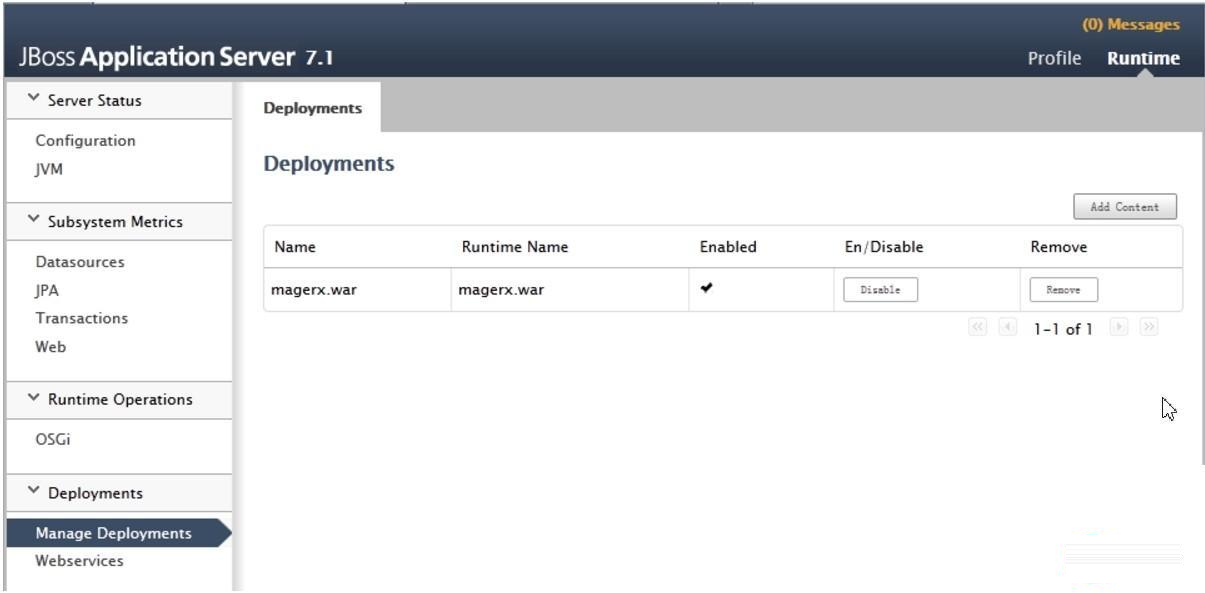 (0) Messages
JBoss Application Server 7.1
Profile Runtime
Server Status
Configuration
JVM
Subsystem Metrics
Datasources
JPA
Transactions
Web
Runtime Operations
OSGi
Deployments
Manage Deployments
Webservices
Deployments
Deployments
Add Content
Name Runtime Name Enabled En/Disable Remove
magerx.war magerx.war ✔ Disable Remove
1-1 of 1